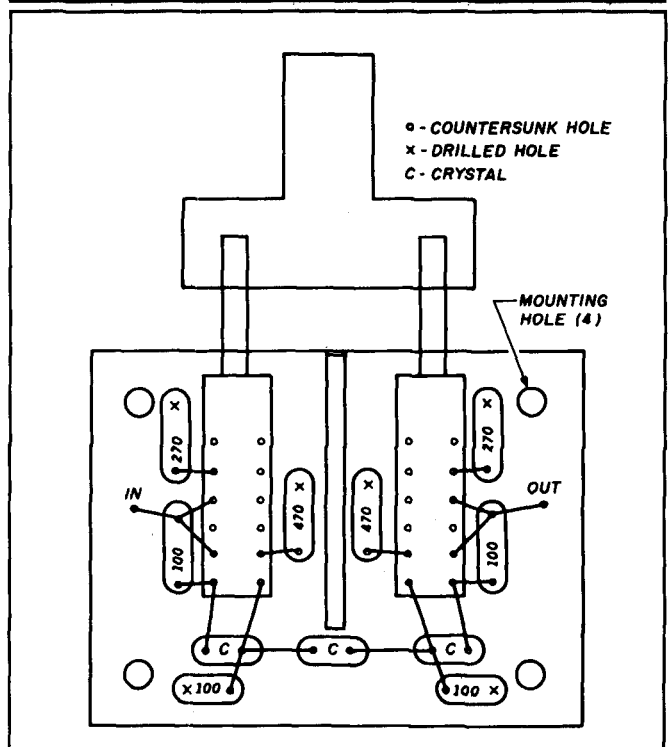 o - COUNTERSUNK HOLE
x - DRILLED HOLE
C - CRYSTAL
MOUNTING
HOLE (4)
x
270
x
270
IN
x
470
x
470
OUT
100
100
C
C
C
x 100
100 x